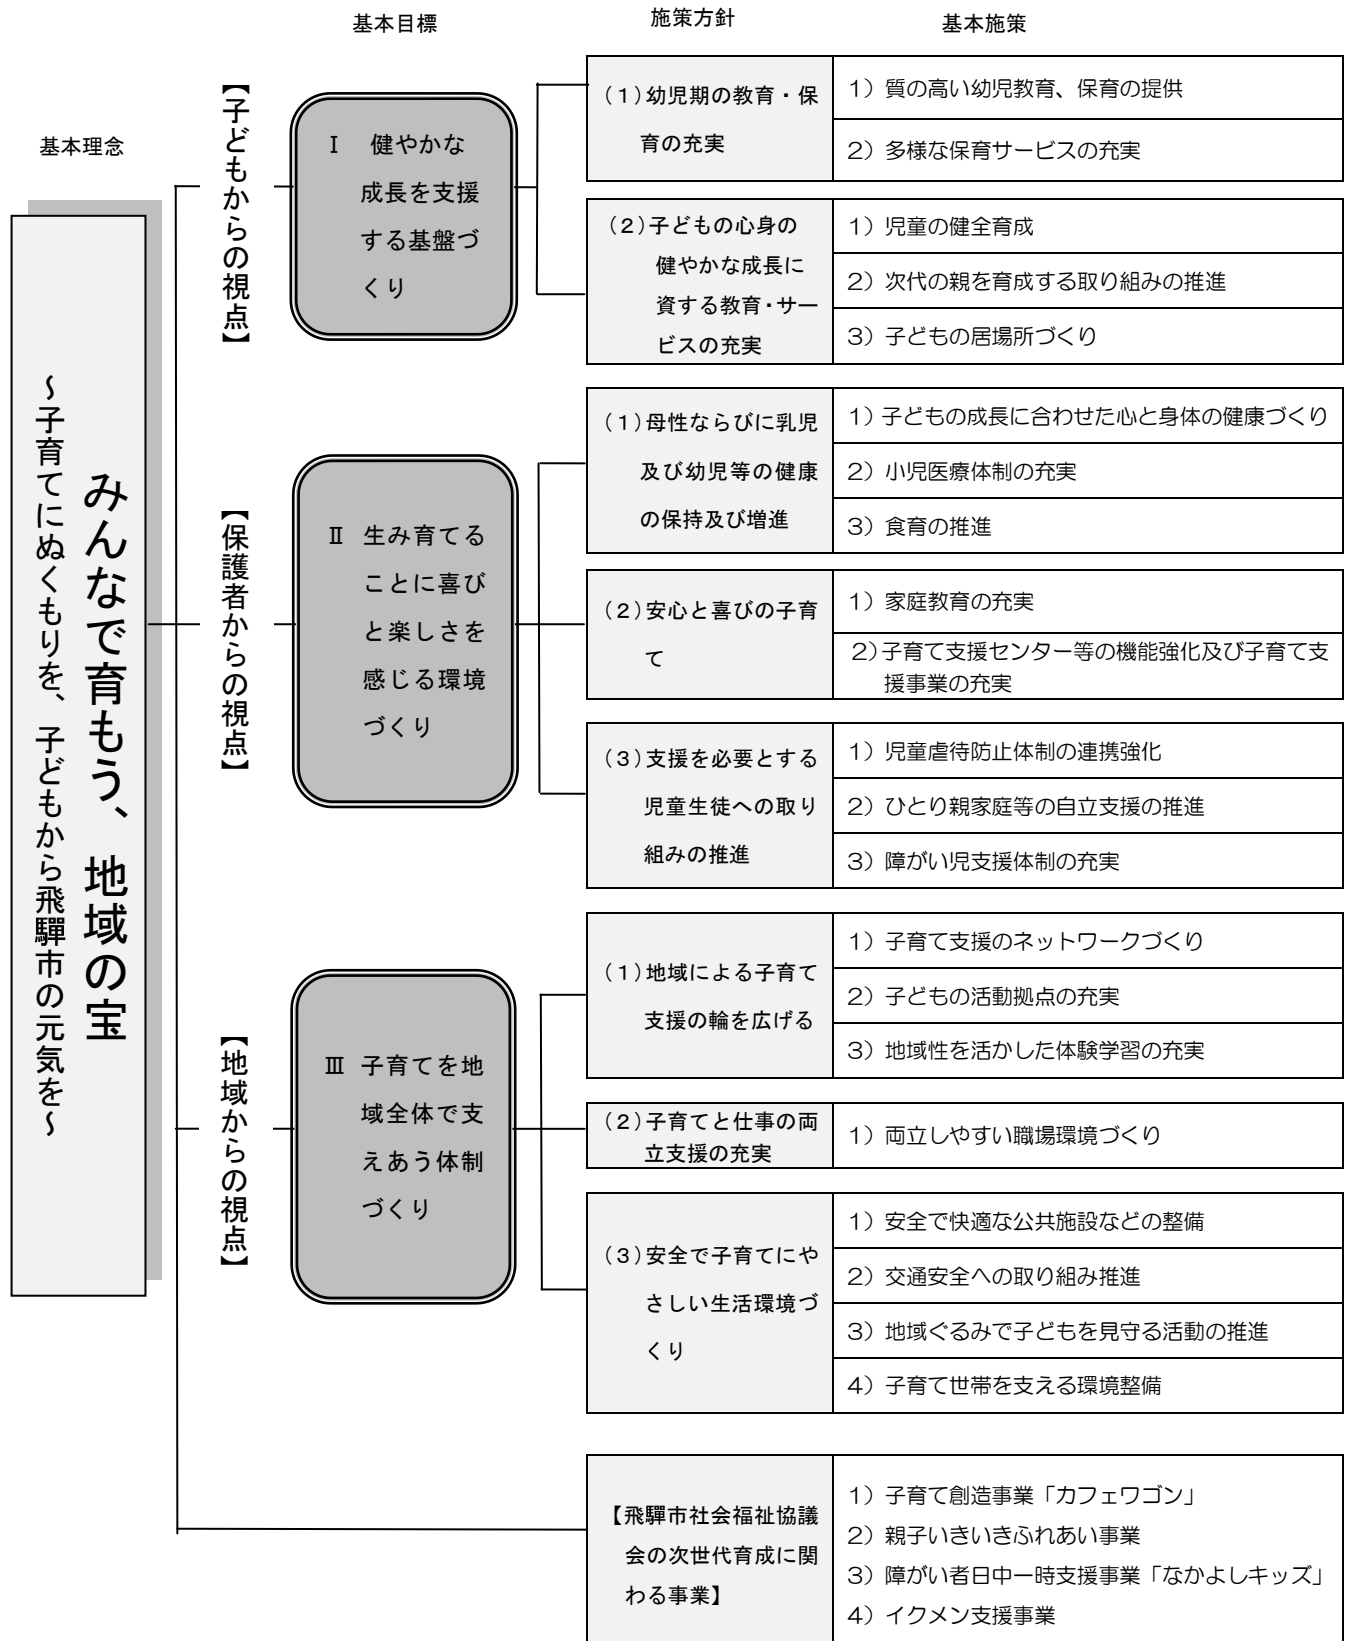 基本目標
施策方針
基本施策
基本理念
みんなで育もう、地域の宝
～子育てにぬくもりを、子どもから飛騨市の元気を～
【子どもからの視点】
Ⅰ 健やかな
成長を支援
する基盤づ
くり
(1)幼児期の教育・保
育の充実
1)質の高い幼児教育、保育の提供
2)多様な保育サービスの充実
(2)子どもの心身の
健やかな成長に
資する教育・サー
ビスの充実
1)児童の健全育成
2)次代の親を育成する取り組みの推進
3)子どもの居場所づくり
【保護者からの視点】
Ⅱ 生み育てる
ことに喜び
と楽しさを
感じる環境
づくり
(1)母性ならびに乳児
及び幼児等の健康
の保持及び増進
1)子どもの成長に合わせた心と身体の健康づくり
2)小児医療体制の充実
3)食育の推進
(2)安心と喜びの子育
て
1)家庭教育の充実
2)子育て支援センター等の機能強化及び子育て支
援事業の充実
(3)支援を必要とする
児童生徒への取り
組みの推進
1)児童虐待防止体制の連携強化
2)ひとり親家庭等の自立支援の推進
3)障がい児支援体制の充実
【地域からの視点】
Ⅲ 子育てを地
域全体で支
えあう体制
づくり
(1)地域による子育て
支援の輪を広げる
1)子育て支援のネットワークづくり
2)子どもの活動拠点の充実
3)地域性を活かした体験学習の充実
(2)子育てと仕事の両
立支援の充実
1)両立しやすい職場環境づくり
(3)安全で子育てにや
さしい生活環境づ
くり
1)安全で快適な公共施設などの整備
2)交通安全への取り組み推進
3)地域ぐるみで子どもを見守る活動の推進
4)子育て世帯を支える環境整備
【飛騨市社会福祉協議
会の次世代育成に関
わる事業】
1)子育て創造事業「カフェワゴン」
2)親子いきいきふれあい事業
3)障がい者日中一時支援事業「なかよしキッズ」
4)イクメン支援事業